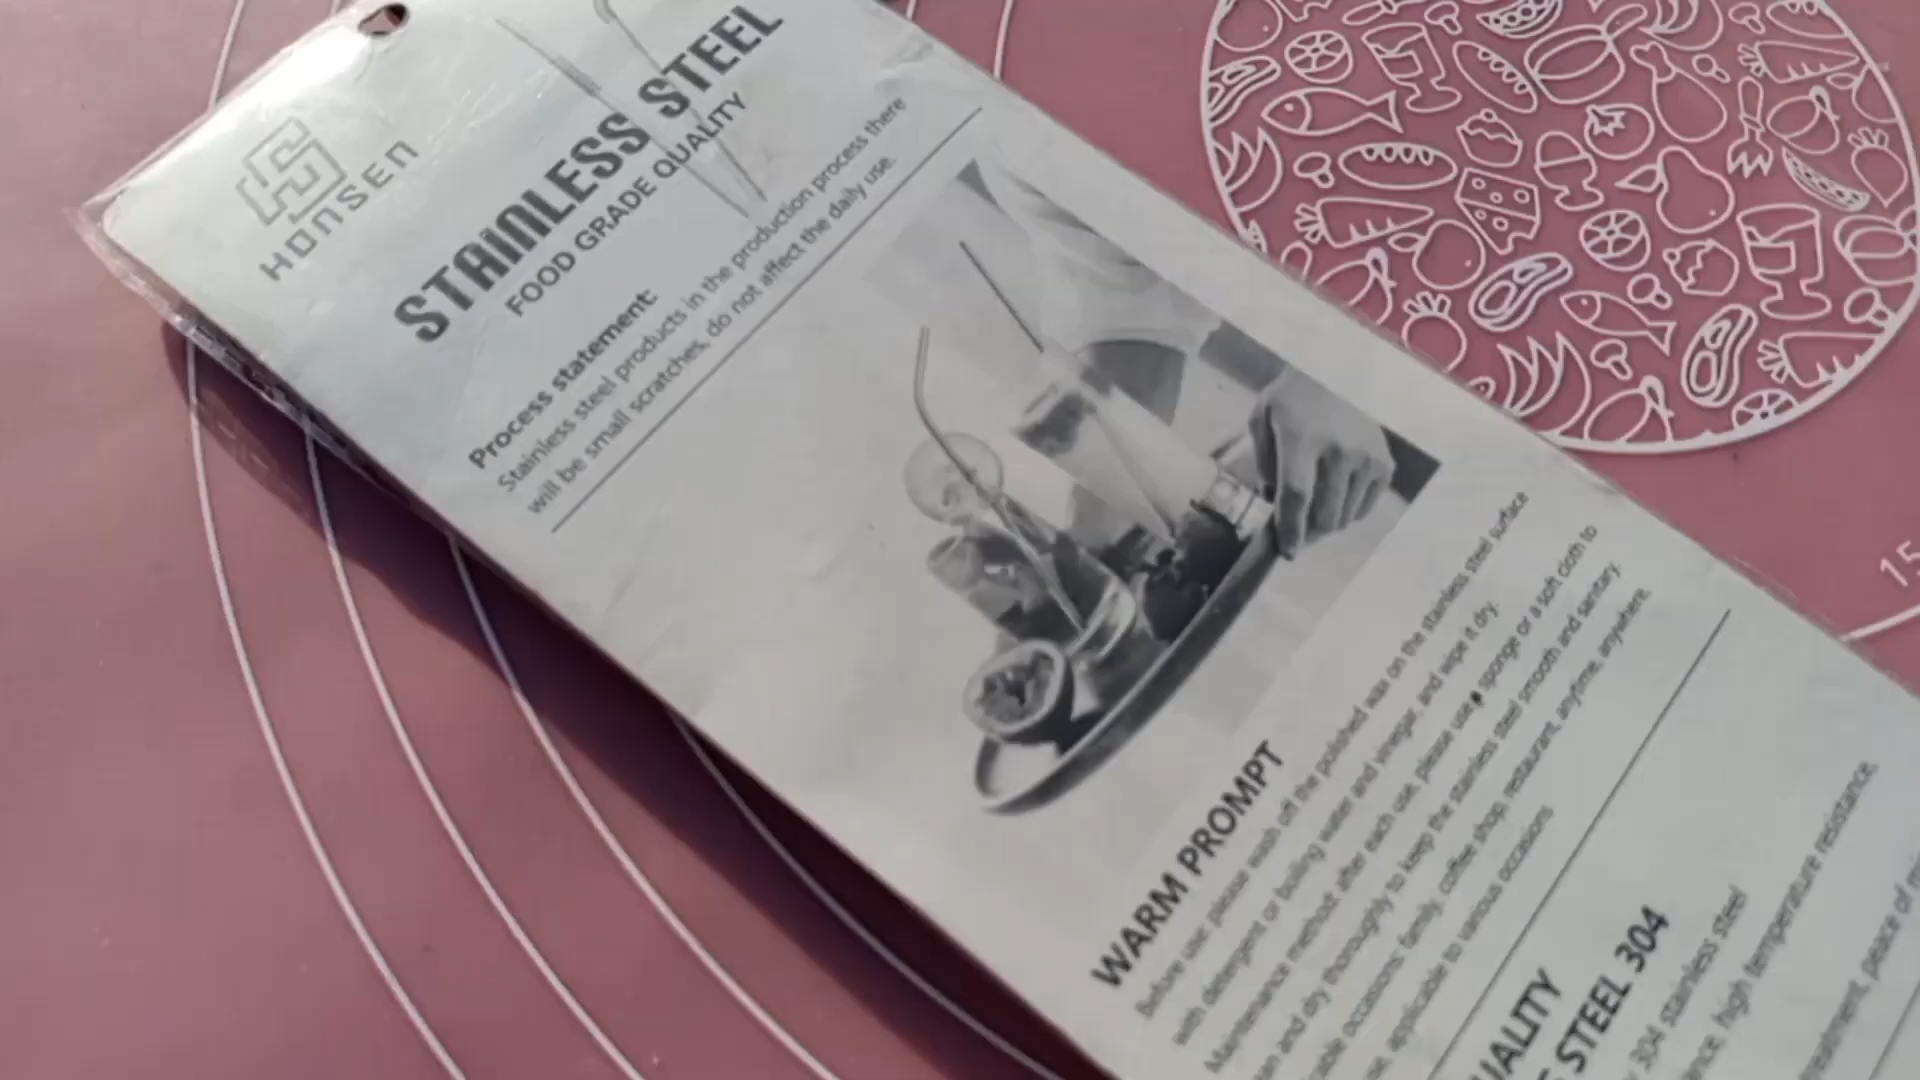 HONSEN
STAINLESS STEEL
FOOD GRADE QUALITY
Process statement:
Stainless steel products in the production process there
will be small scratches, do not affect the daily use.
WARM PROMPT
Before use: please wash off the polished wax on the stainless steel surface
with detergent or boiling water and vinegar, and wipe it dry.
Maintenance method: after each use, please use a sponge or a soft cloth to
and dry thoroughly to keep the stainless steel smooth and sanitary.
occasions: family, coffee shop, restaurant, anytime, anywhere,
applicable to various occasions
STEEL 304
304 stainless steel
high temperature resistance,
peace of
15